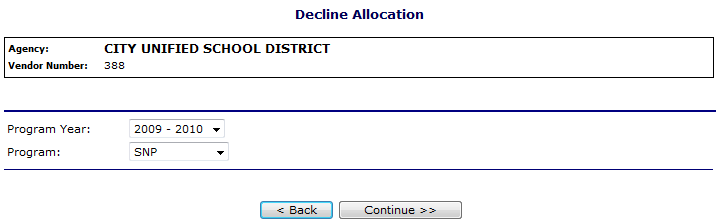 Decline Allocation
Agency: CITY UNIFIED SCHOOL DISTRICT
Vendor Number: 388
Program Year: 2009 - 2010
Program: SNP
< Back Continue >>